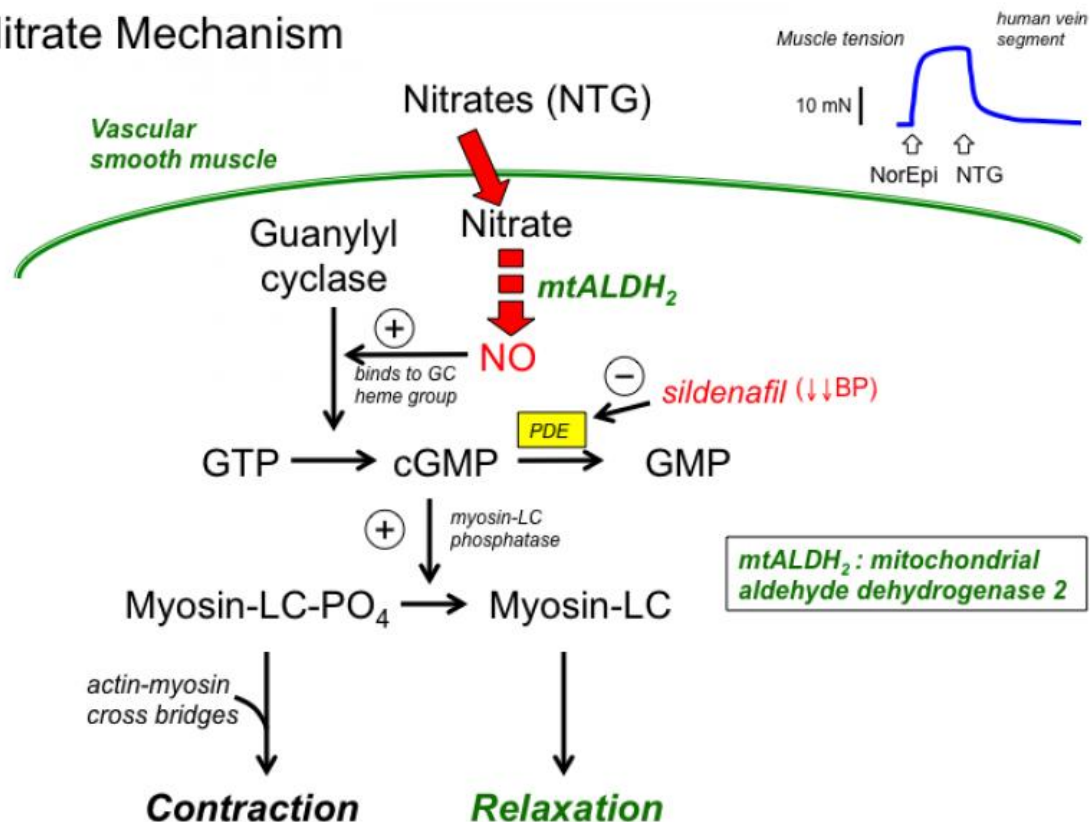 itrate Mechanism
Muscle tension
human vein
segment
10 mN
NorEpi
NTG
Nitrates (NTG)
Vascular
smooth muscle
Nitrate
Guanylyl
cyclase
mtALDH₂
+
NO
binds to GC
heme group
−
sildenafil (↓↓BP)
PDE
GTP
cGMP
GMP
+
myosin-LC
phosphatase
mtALDH₂ : mitochondrial
aldehyde dehydrogenase 2
Myosin-LC-PO₄
Myosin-LC
actin-myosin
cross bridges
Contraction
Relaxation